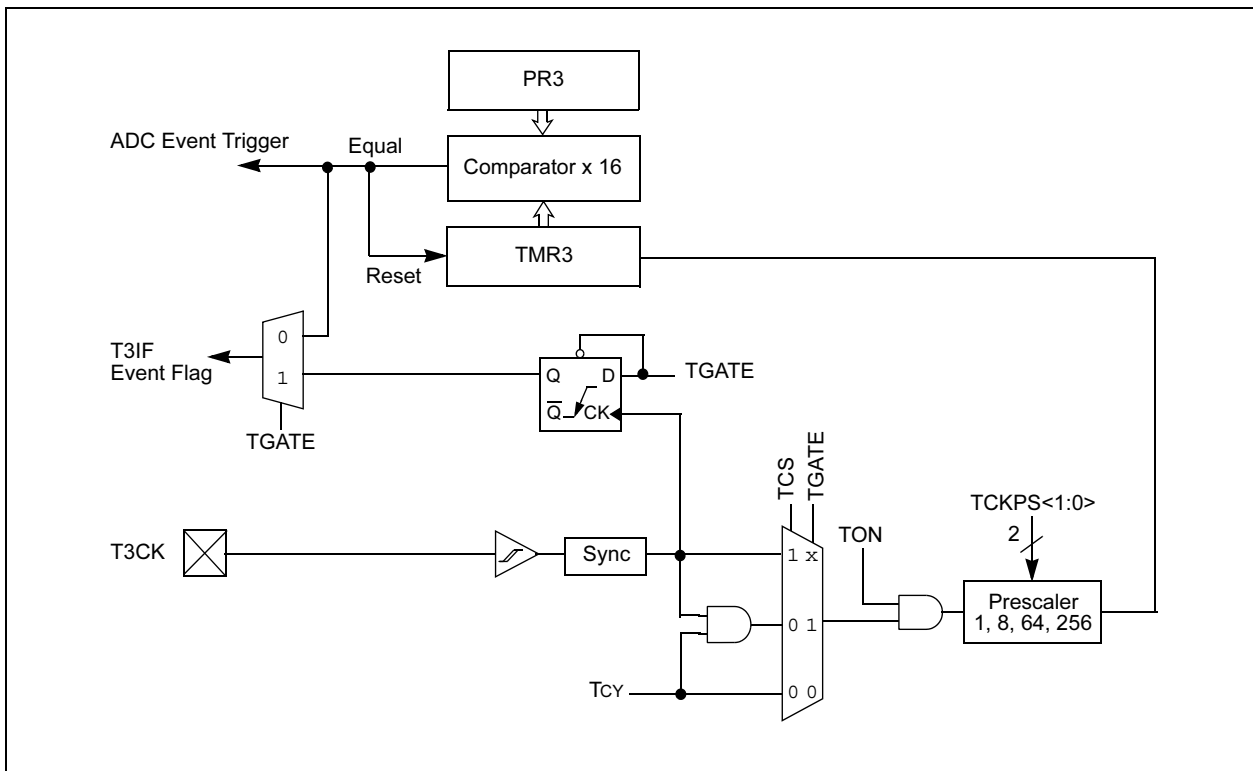 PR3
ADC Event Trigger
Equal
Comparator x 16
TMR3
Reset
0
T3IF
Event Flag
1
TGATE
Q D
TGATE
Q̅ CK
TCS
TGATE
TCKPS<1:0>
2
TON
T3CK
Sync
1 x
Prescaler
1, 8, 64, 256
0 1
TCY
0 0